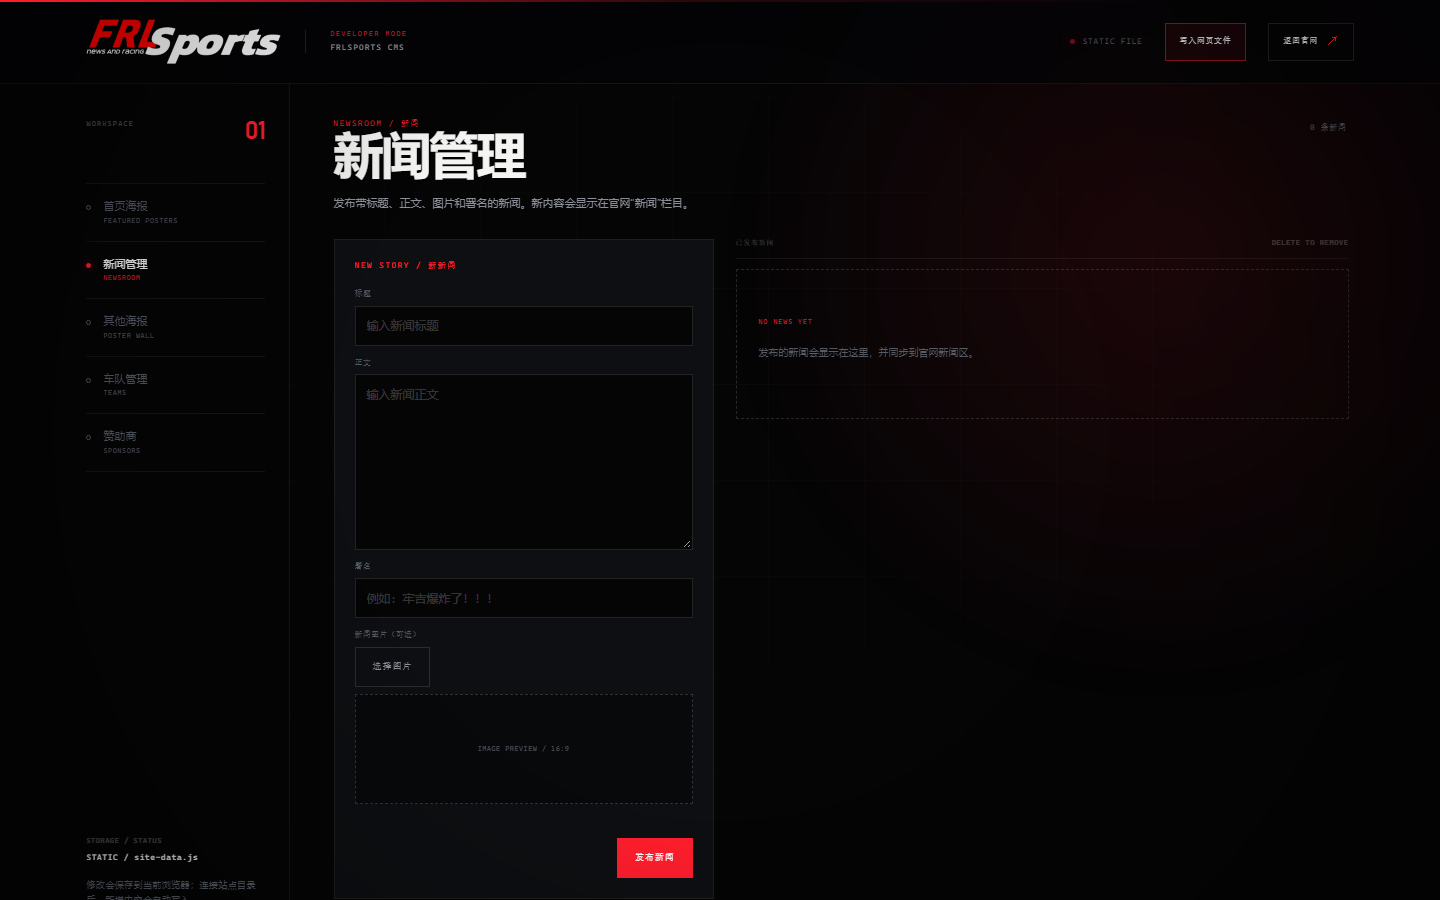 FRLSports
news and racing
DEVELOPER MODE
FRLSPORTS CMS
STATIC FILE
写入网页文件
返回官网
WORKSPACE
01
首页海报
FEATURED POSTERS
新闻管理
NEWSROOM
其他海报
POSTER WALL
车队管理
TEAMS
赞助商
SPONSORS
STORAGE / STATUS
STATIC / site-data.js
修改会保存到当前浏览器；连接站点目录
NEWSROOM / 新闻
新闻管理
发布带标题、正文、图片和署名的新闻。新内容会显示在官网“新闻”栏目。
0 条新闻
NEW STORY / 新新闻
标题
输入新闻标题
正文
输入新闻正文
署名
例如：牢吉爆炸了！！！
新闻图片（可选）
选择图片
IMAGE PREVIEW / 16:9
发布新闻
已发布新闻
DELETE TO REMOVE
NO NEWS YET
发布的新闻会显示在这里，并同步到官网新闻区。